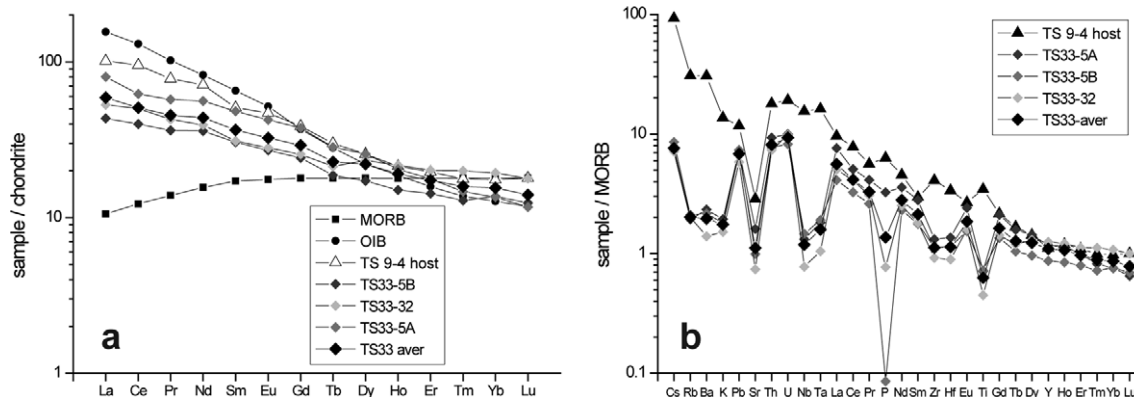 sample / chondrite
100
10
1
MORB
OIB
TS 9-4 host
TS33-5B
TS33-32
TS33-5A
TS33 aver
a
La Ce Pr Nd Sm Eu Gd Tb Dy Ho Er Tm Yb Lu
sample / MORB
100
10
1
0.1
TS 9-4 host
TS33-5A
TS33-5B
TS33-32
TS33-aver
b
Cs Rb Ba K Pb Sr Th U Nb Ta La Ce Pr P Nd Sm Zr Hf Eu Ti Gd Tb Dy Y Ho Er Tm Yb Lu